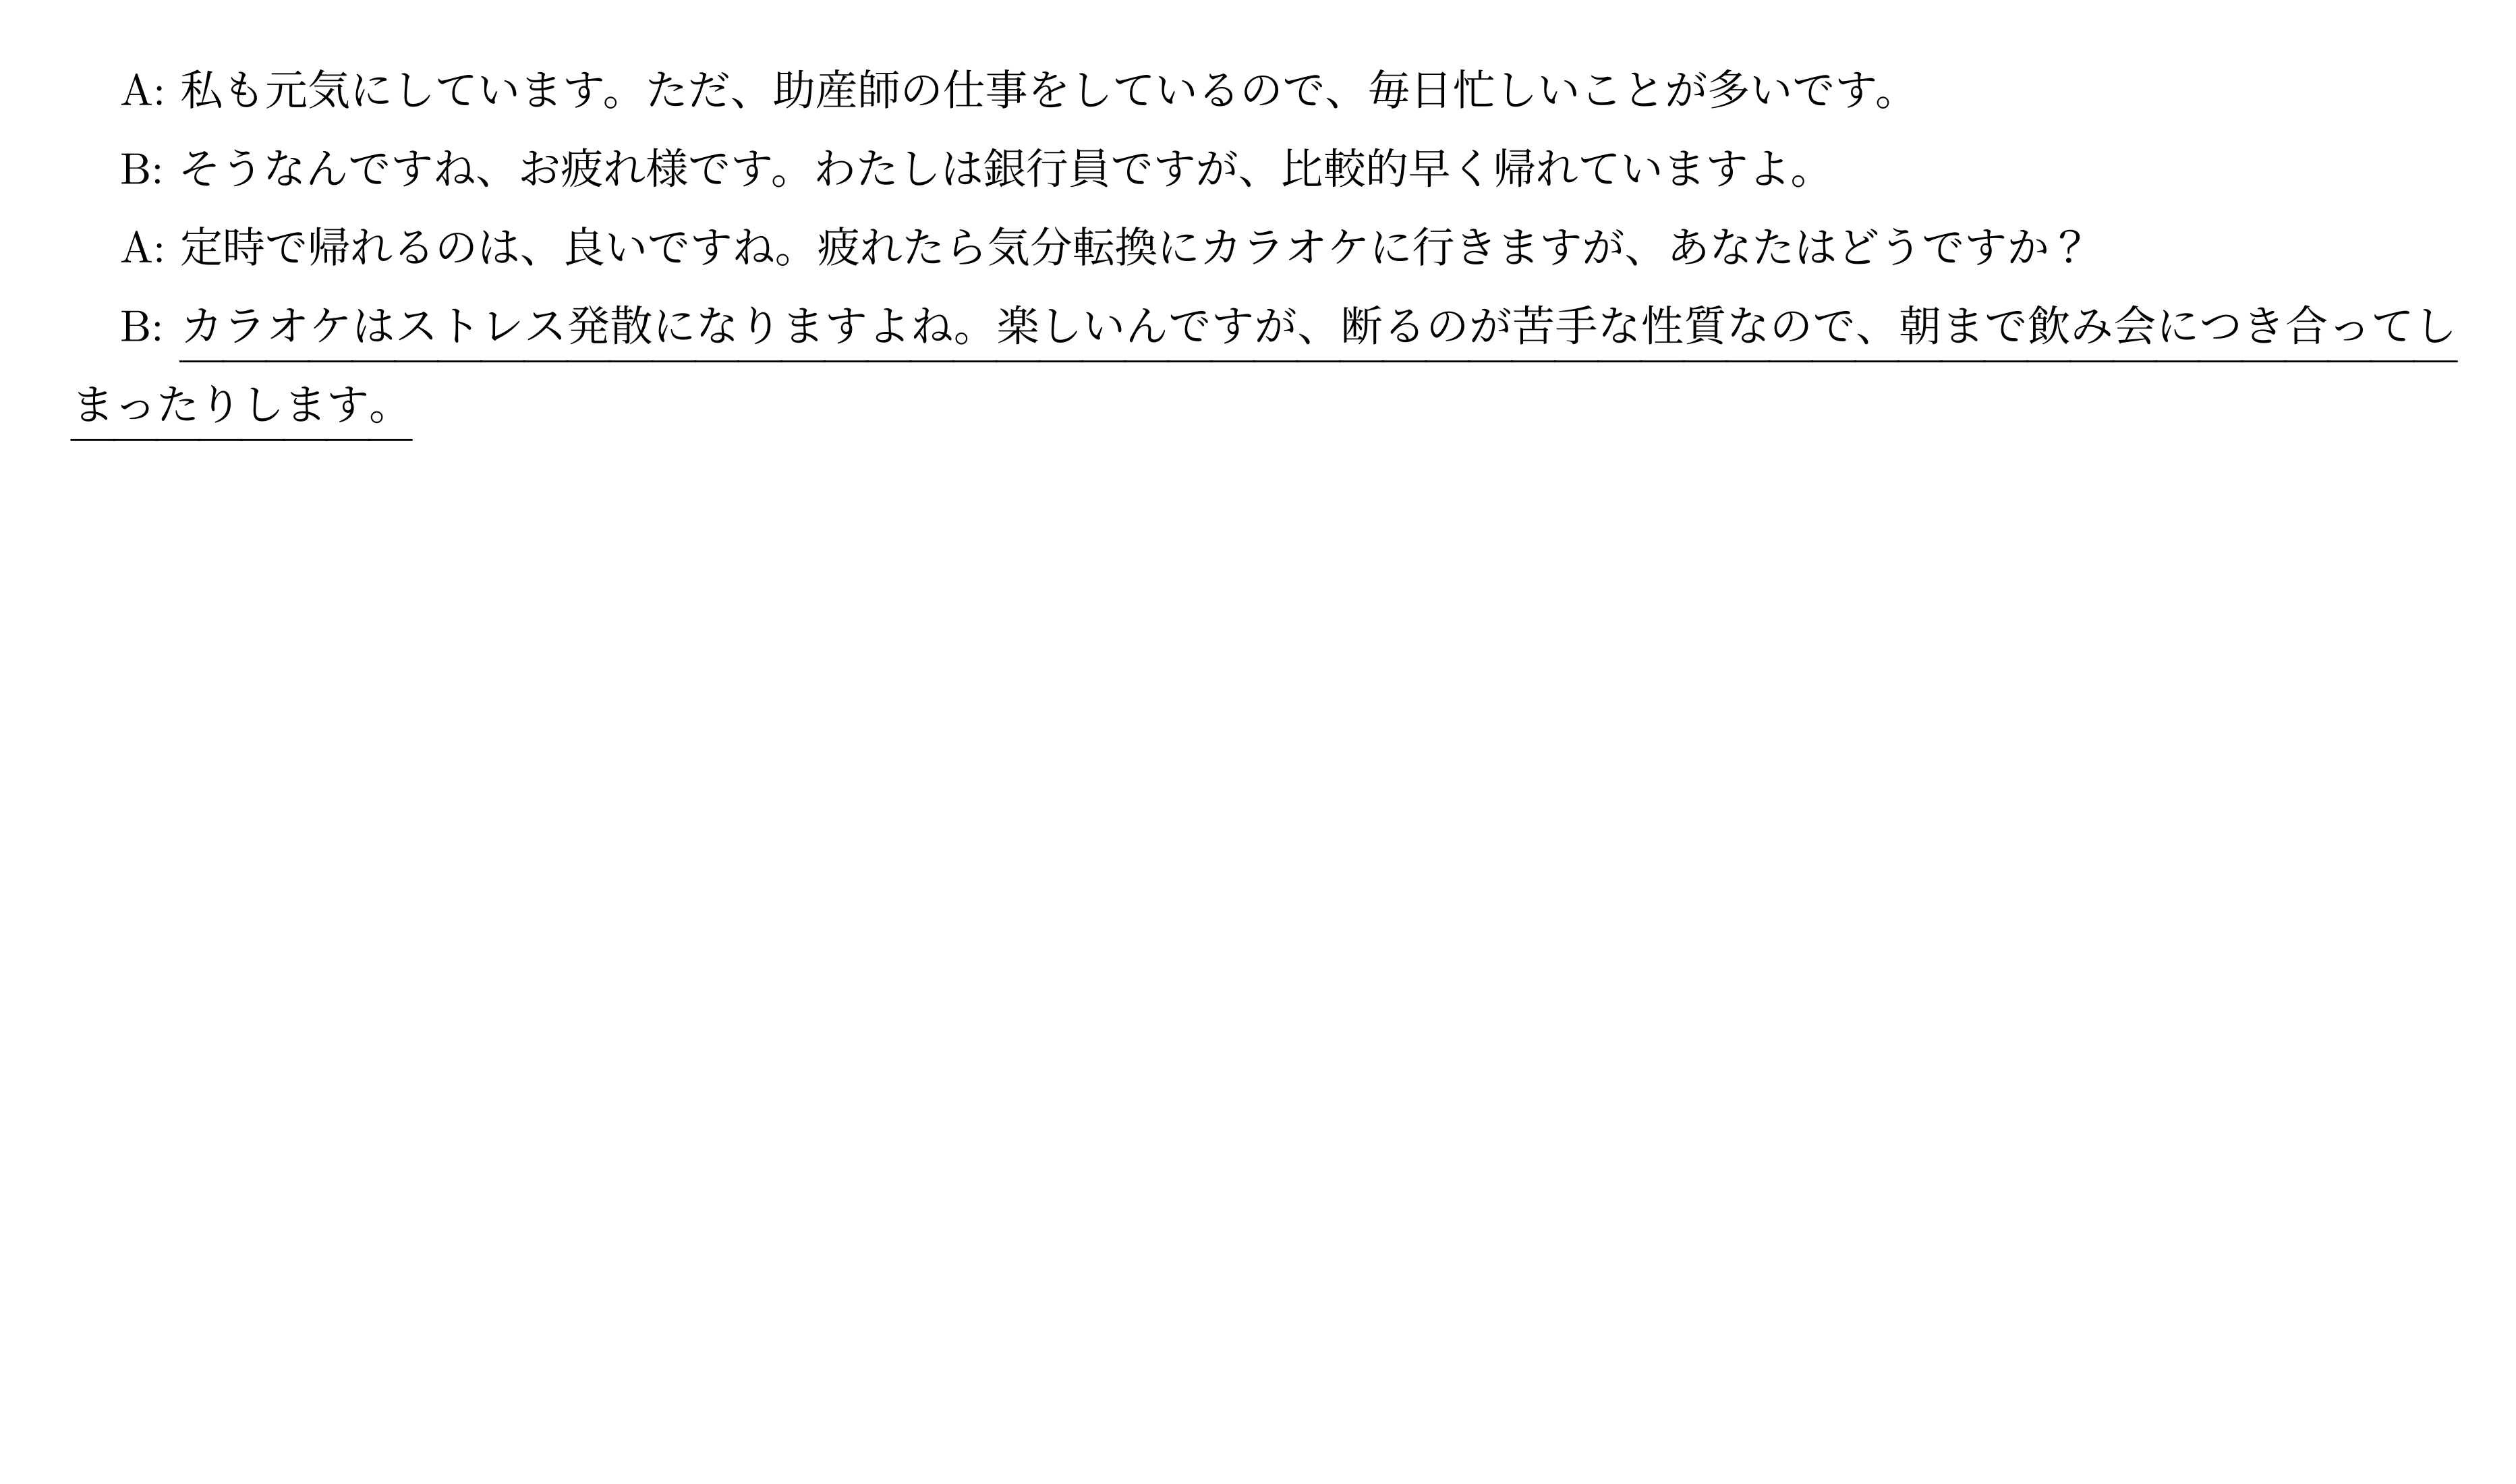 A: 私も元気にしています。ただ、助産師の仕事をしているので、毎日忙しいことが多いです。
B: そうなんですね、お疲れ様です。わたしは銀行員ですが、比較的早く帰れていますよ。
A: 定時で帰れるのは、良いですね。疲れたら気分転換にカラオケに行きますが、あなたはどうですか？
B: カラオケはストレス発散になりますよね。楽しいんですが、断るのが苦手な性質なので、朝まで飲み会につき合ってし
まったりします。